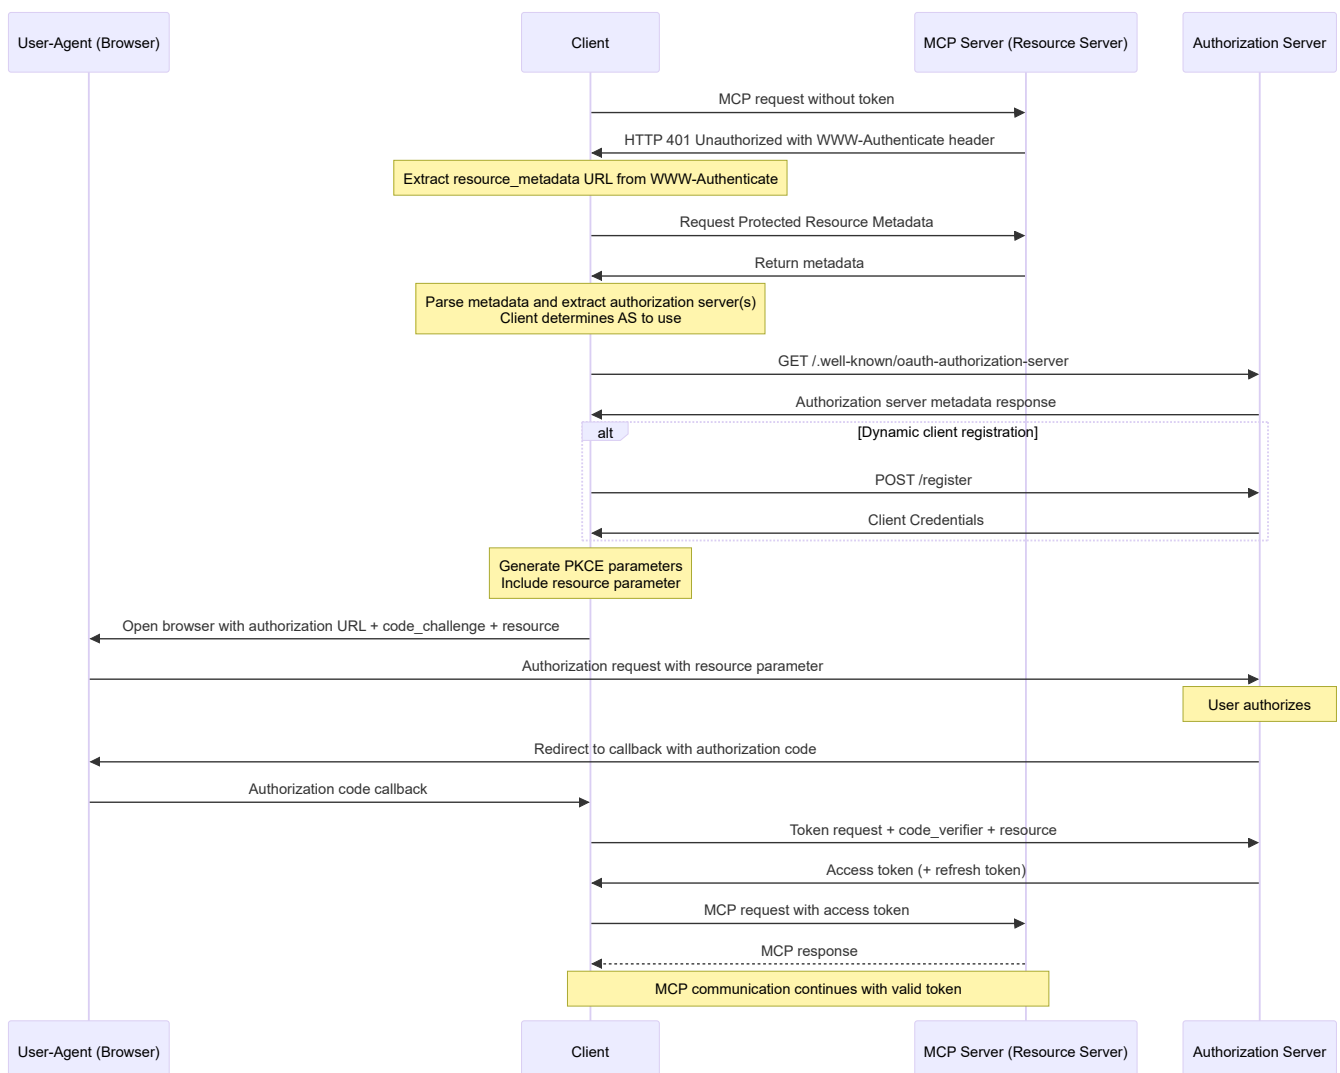 User-Agent (Browser)
Client
MCP Server (Resource Server)
Authorization Server
MCP request without token
HTTP 401 Unauthorized with WWW-Authenticate header
Extract resource_metadata URL from WWW-Authenticate
Request Protected Resource Metadata
Return metadata
Parse metadata and extract authorization server(s)
Client determines AS to use
GET /.well-known/oauth-authorization-server
Authorization server metadata response
alt
[Dynamic client registration]
POST /register
Client Credentials
Generate PKCE parameters
Include resource parameter
Open browser with authorization URL + code_challenge + resource
Authorization request with resource parameter
User authorizes
Redirect to callback with authorization code
Authorization code callback
Token request + code_verifier + resource
Access token (+ refresh token)
MCP request with access token
MCP response
MCP communication continues with valid token
User-Agent (Browser)
Client
MCP Server (Resource Server)
Authorization Server